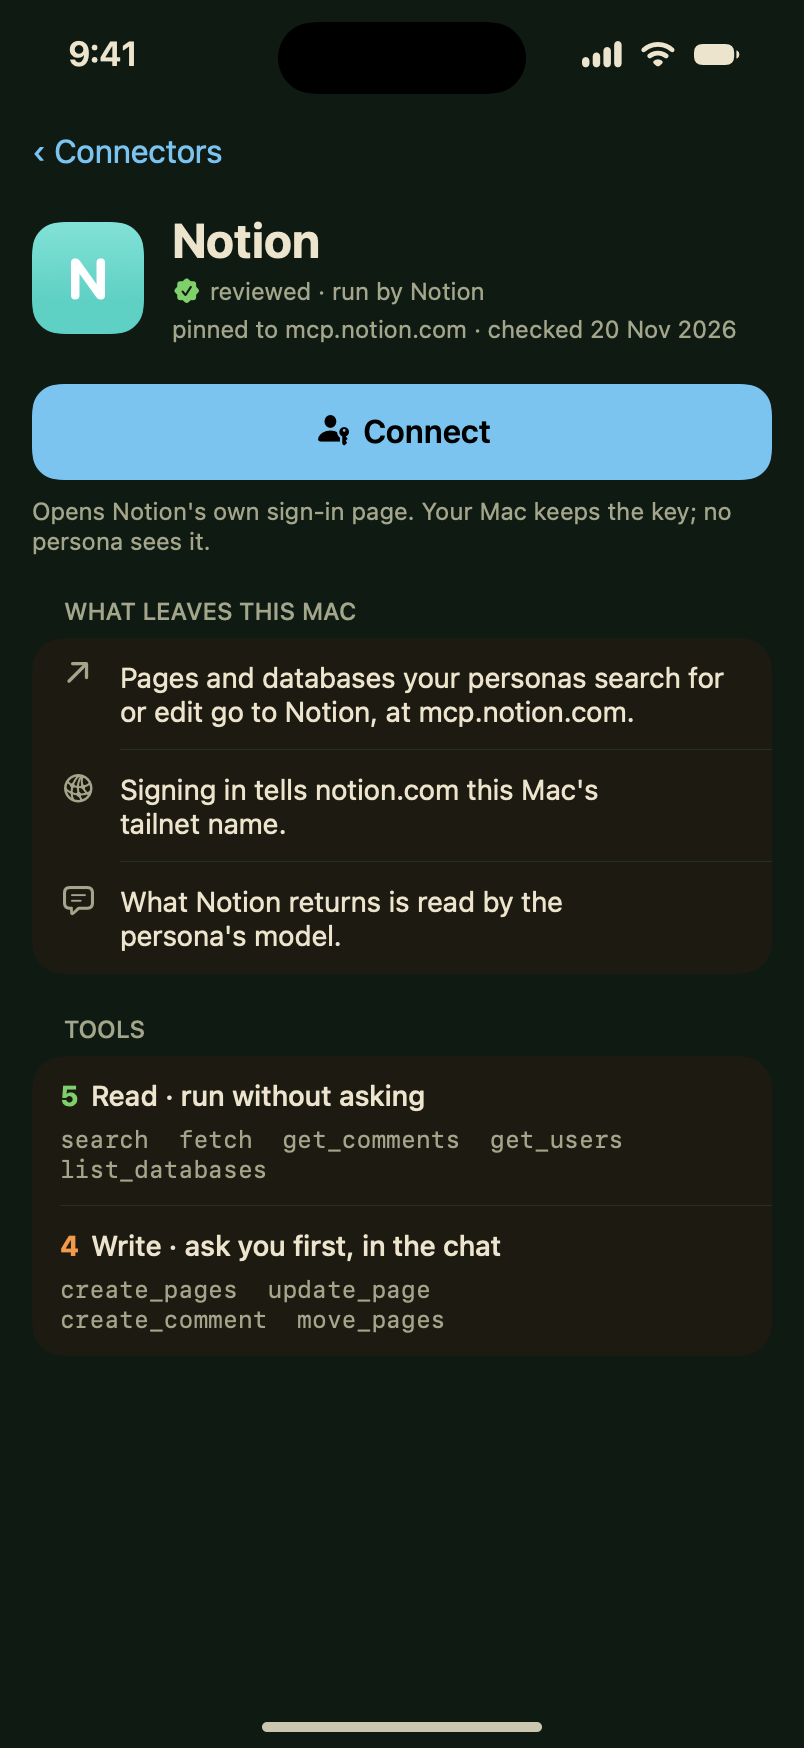 9:41
‹ Connectors
N
Notion
reviewed · run by Notion
pinned to mcp.notion.com · checked 20 Nov 2026
Connect
Opens Notion's own sign-in page. Your Mac keeps the key; no
persona sees it.
WHAT LEAVES THIS MAC
Pages and databases your personas search for
or edit go to Notion, at mcp.notion.com.
Signing in tells notion.com this Mac's
tailnet name.
What Notion returns is read by the
persona's model.
TOOLS
5 Read · run without asking
search fetch get_comments get_users
list_databases
4 Write · ask you first, in the chat
create_pages update_page
create_comment move_pages